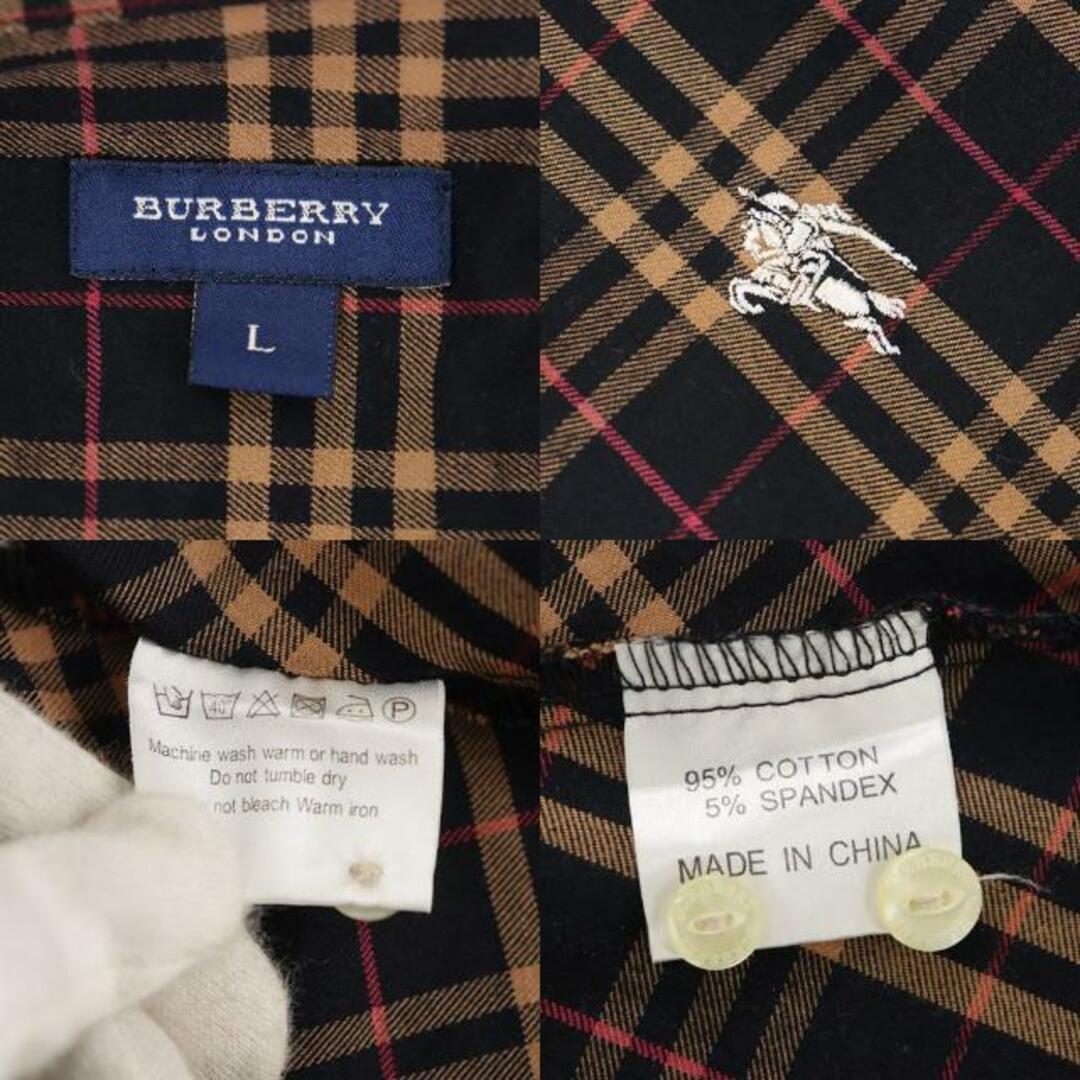 BURBERRY
LONDON
L
40
P
Machine wash warm or hand wash
Do not tumble dry
not bleach Warm iron
95% COTTON
5% SPANDEX
MADE IN CHINA